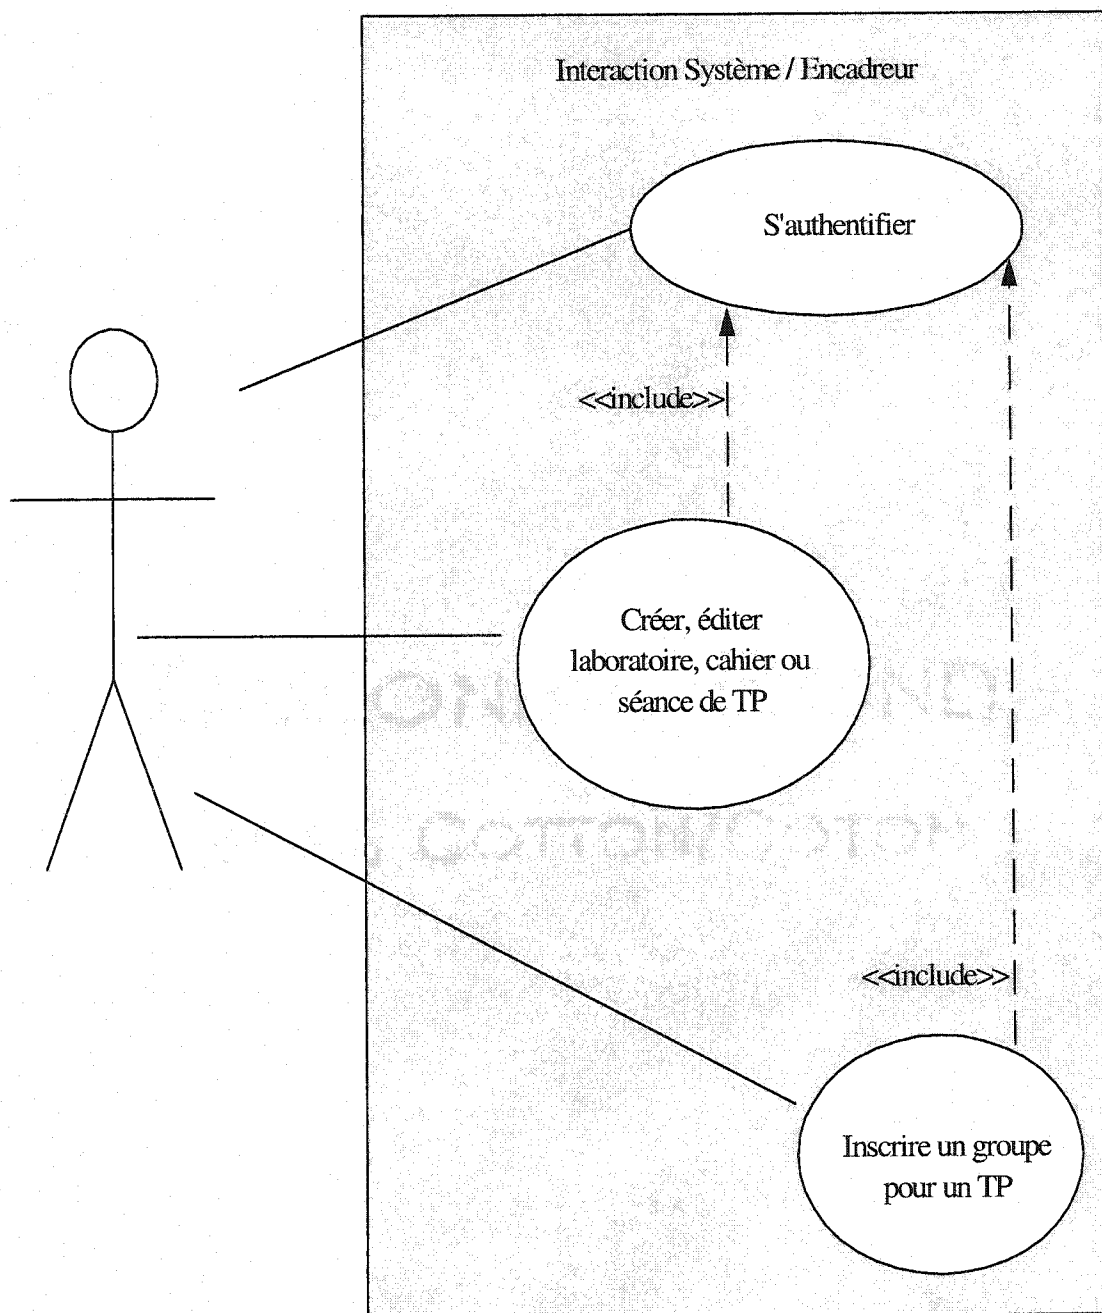 Interaction Système / Encadreur
S'authentifier
<<include>>
Créer, éditer
laboratoire, cahier ou
séance de TP
<<include>>
Inscrire un groupe
pour un TP